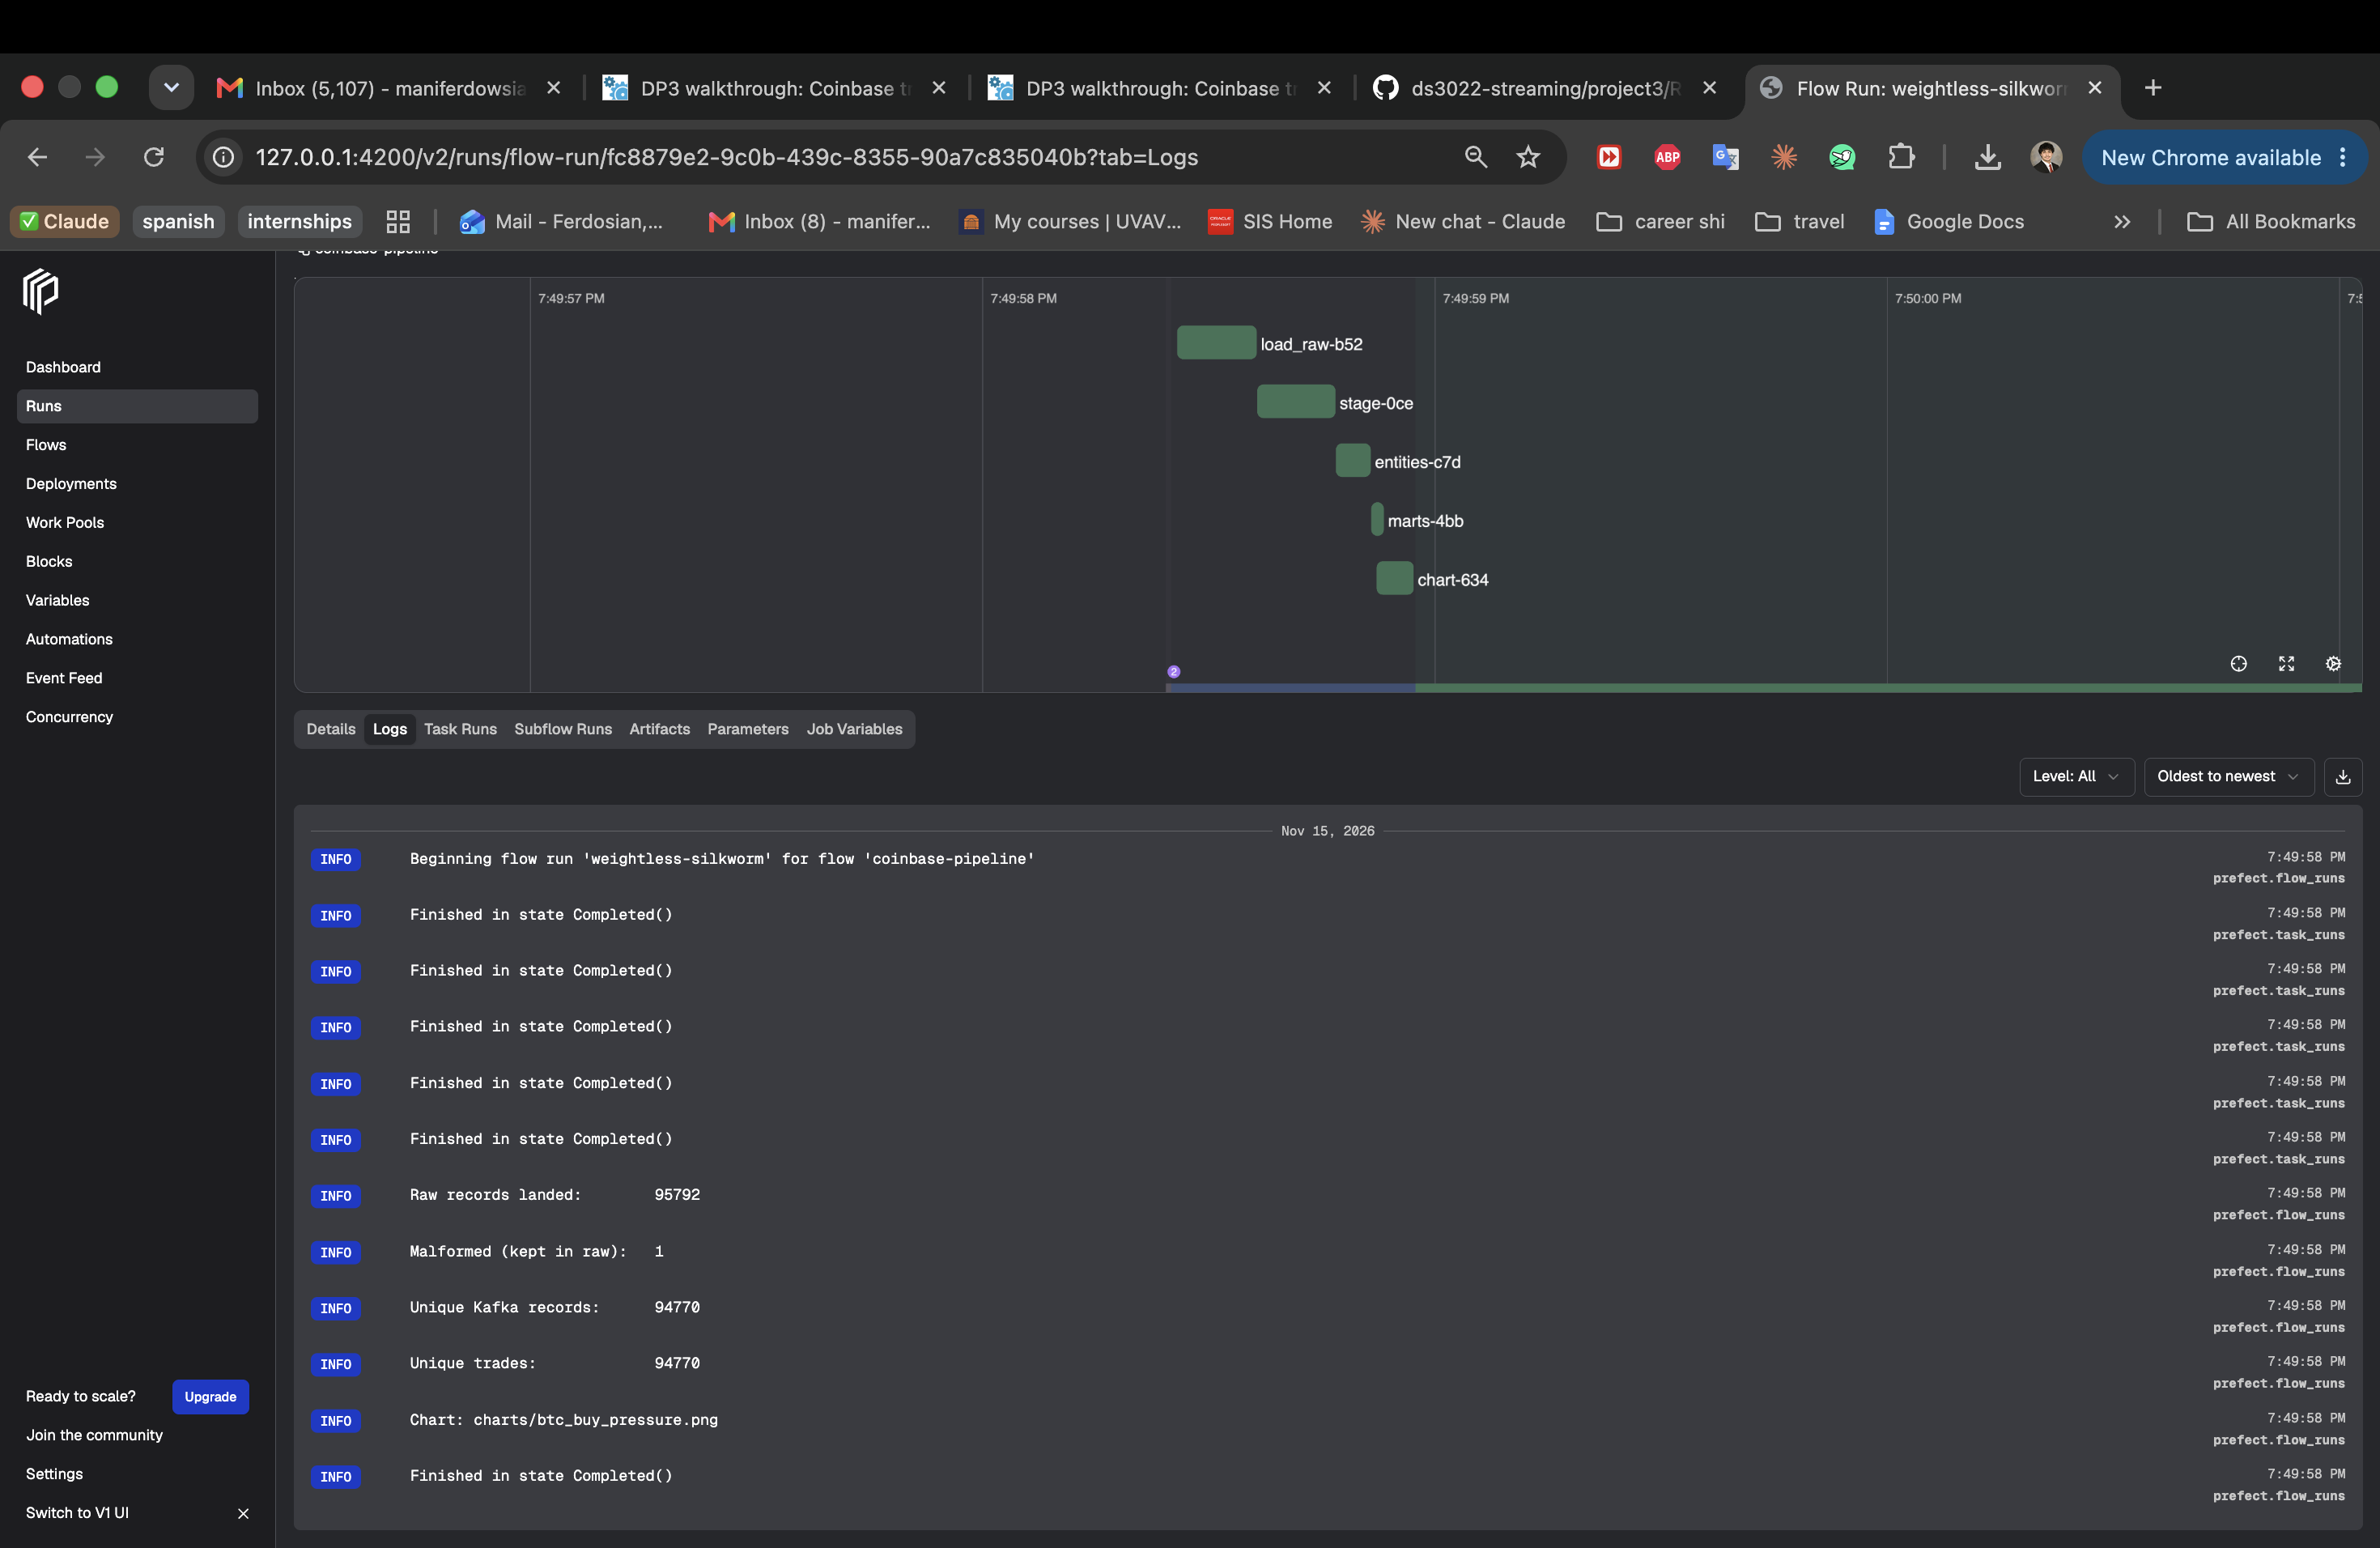 Inbox (5,107) - maniferdowsia
DP3 walkthrough: Coinbase tr
DP3 walkthrough: Coinbase tr
ds3022-streaming/project3/R
Flow Run: weightless-silkworm
127.0.0.1:4200/v2/runs/flow-run/fc8879e2-9c0b-439c-8355-90a7c835040b?tab=Logs
ABP
New Chrome available
Claude
spanish
internships
Mail - Ferdosian,...
Inbox (8) - manifer...
My courses | UVAV...
SIS Home
New chat - Claude
career shi
travel
Google Docs
All Bookmarks
coinbase-pipeline
Dashboard
Runs
Flows
Deployments
Work Pools
Blocks
Variables
Automations
Event Feed
Concurrency
Ready to scale?
Upgrade
Join the community
Settings
Switch to V1 UI
7:49:57 PM
7:49:58 PM
7:49:59 PM
7:50:00 PM
load_raw-b52
stage-0ce
entities-c7d
marts-4bb
chart-634
2
Details
Logs
Task Runs
Subflow Runs
Artifacts
Parameters
Job Variables
Level: All
Oldest to newest
Nov 15, 2026
INFO Beginning flow run 'weightless-silkworm' for flow 'coinbase-pipeline' 7:49:58 PM
prefect.flow_runs
INFO Finished in state Completed() 7:49:58 PM
prefect.task_runs
INFO Finished in state Completed() 7:49:58 PM
prefect.task_runs
INFO Finished in state Completed() 7:49:58 PM
prefect.task_runs
INFO Finished in state Completed() 7:49:58 PM
prefect.task_runs
INFO Finished in state Completed() 7:49:58 PM
prefect.task_runs
INFO Raw records landed: 95792 7:49:58 PM
prefect.flow_runs
INFO Malformed (kept in raw): 1 7:49:58 PM
prefect.flow_runs
INFO Unique Kafka records: 94770 7:49:58 PM
prefect.flow_runs
INFO Unique trades: 94770 7:49:58 PM
prefect.flow_runs
INFO Chart: charts/btc_buy_pressure.png 7:49:58 PM
prefect.flow_runs
INFO Finished in state Completed() 7:49:58 PM
prefect.flow_runs